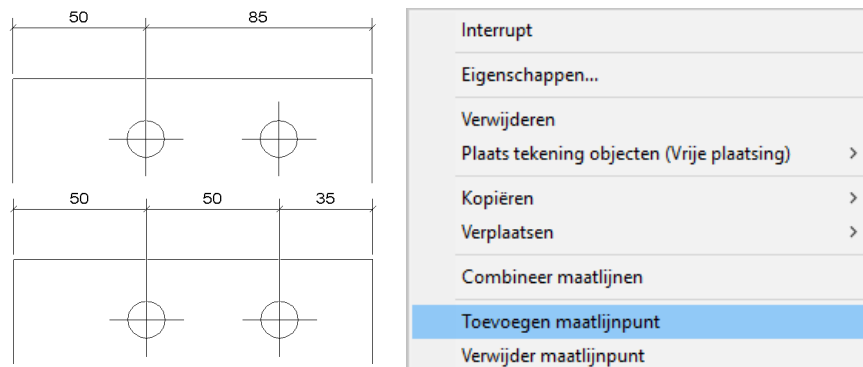 50 85
50 50 35
Interrupt
Eigenschappen...
Verwijderen
Plaats tekening objecten (Vrije plaatsing) >
Kopiëren >
Verplaatsen >
Combineer maatlijnen
Toevoegen maatlijnpunt
Verwijder maatlijnpunt